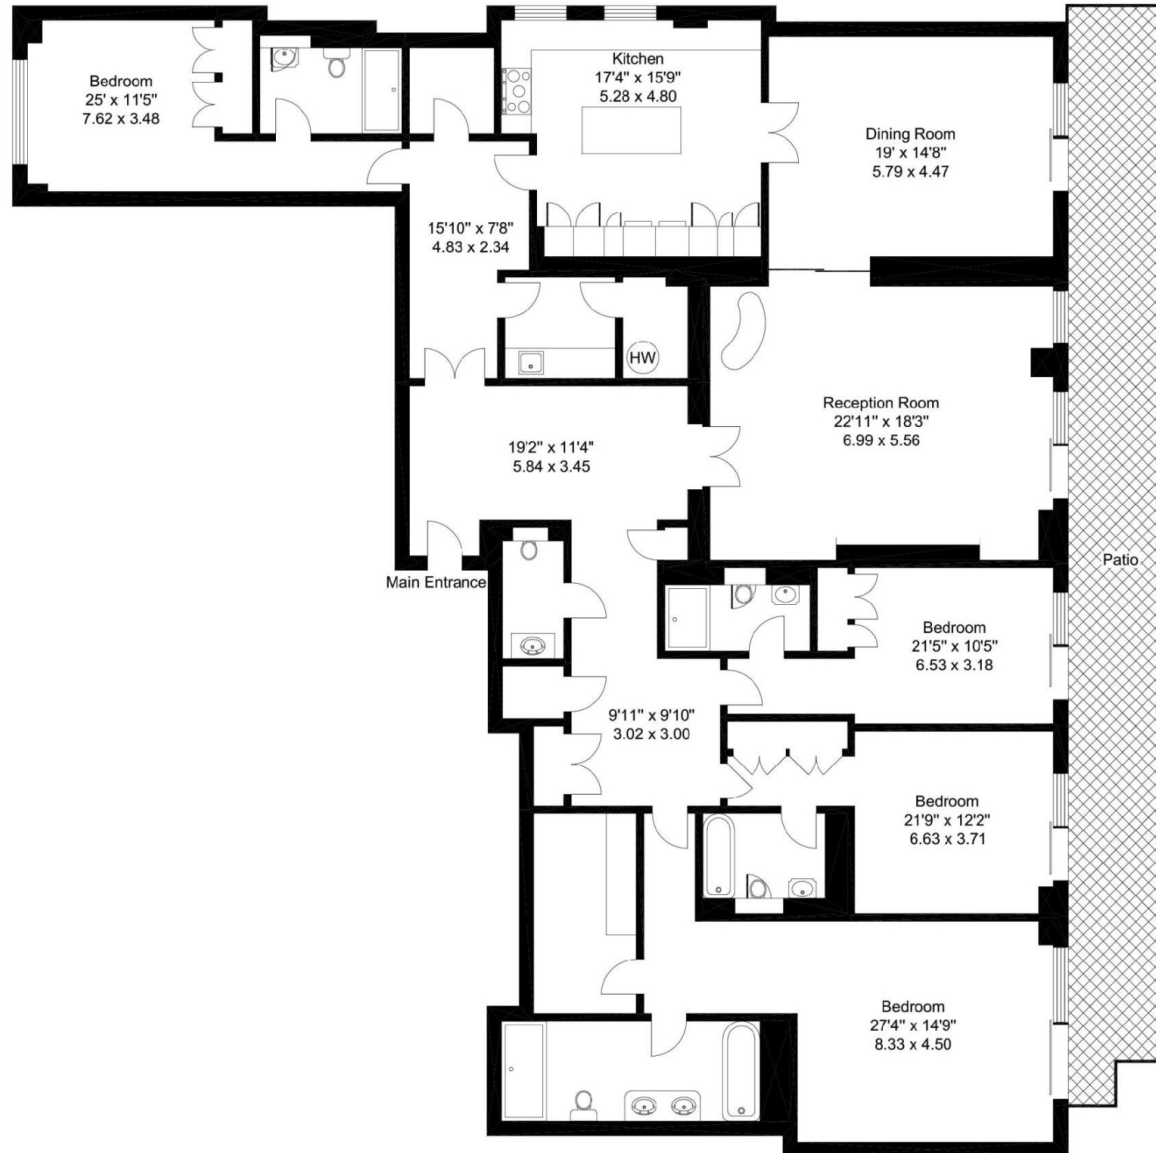 Bedroom
25' x 11'5"
7.62 x 3.48
Kitchen
17'4" x 15'9"
5.28 x 4.80
Dining Room
19' x 14'8"
5.79 x 4.47
15'10" x 7'8"
4.83 x 2.34
HW
Reception Room
22'11" x 18'3"
6.99 x 5.56
19'2" x 11'4"
5.84 x 3.45
Main Entrance
Patio
Bedroom
21'5" x 10'5"
6.53 x 3.18
9'11" x 9'10"
3.02 x 3.00
Bedroom
21'9" x 12'2"
6.63 x 3.71
Bedroom
27'4" x 14'9"
8.33 x 4.50